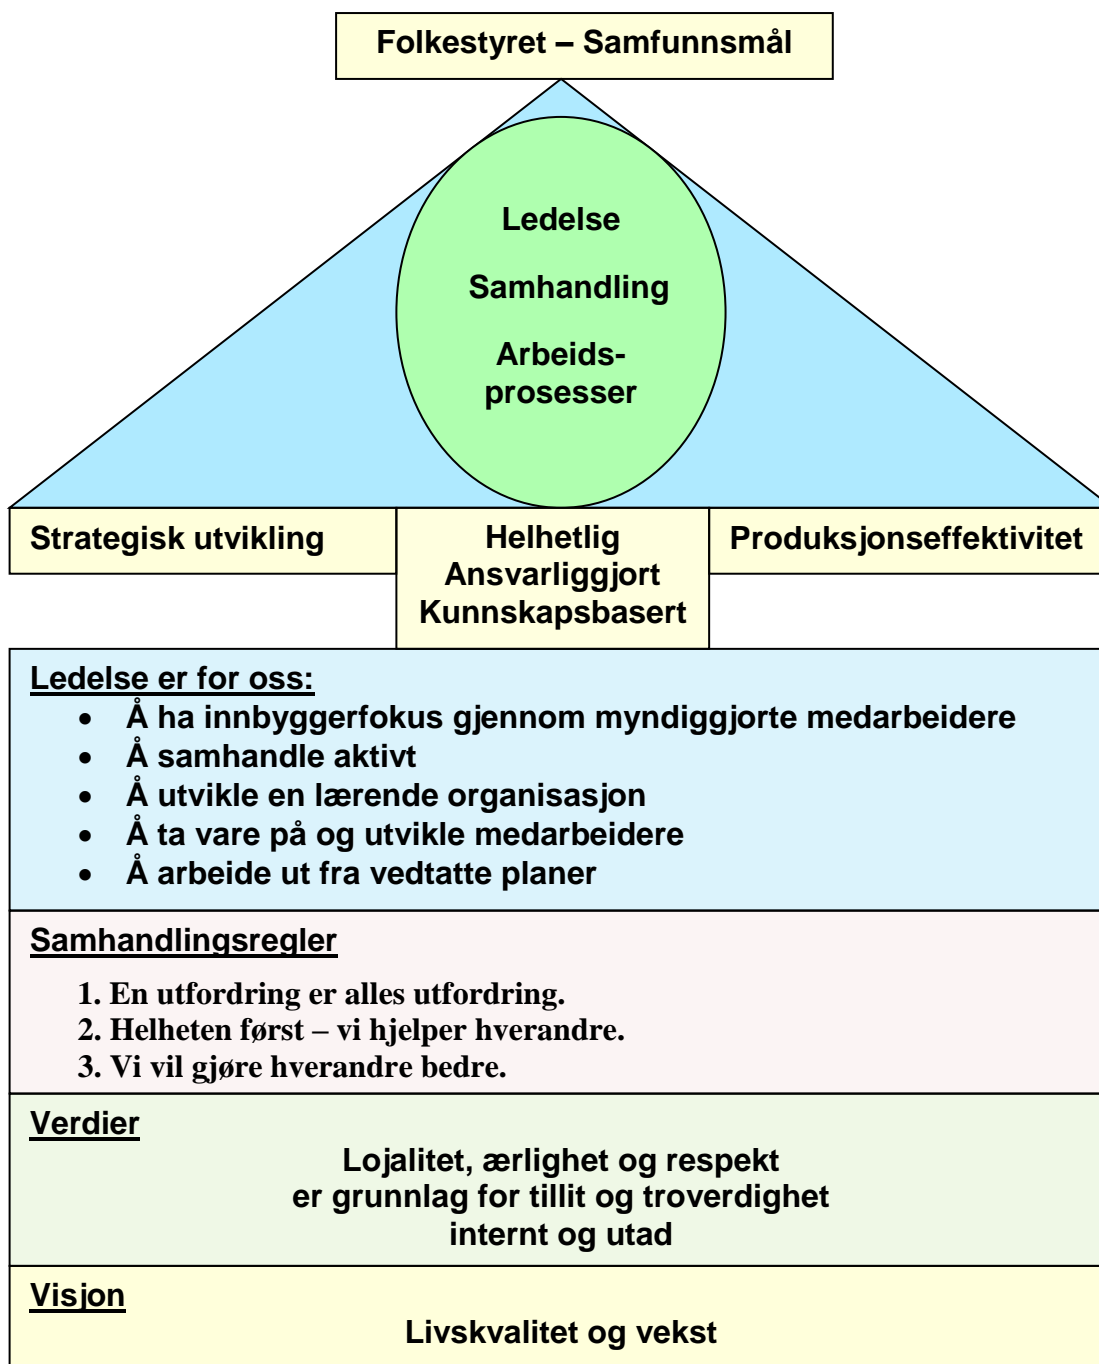 Folkestyret – Samfunnsmål
Ledelse
Samhandling
Arbeids-
prosesser
Strategisk utvikling
Helhetlig
Ansvarliggjort
Kunnskapsbasert
Produksjonseffektivitet
Ledelse er for oss:
• Å ha innbyggerfokus gjennom myndiggjorte medarbeidere
• Å samhandle aktivt
• Å utvikle en lærende organisasjon
• Å ta vare på og utvikle medarbeidere
• Å arbeide ut fra vedtatte planer
Samhandlingsregler
1. En utfordring er alles utfordring.
2. Helheten først – vi hjelper hverandre.
3. Vi vil gjøre hverandre bedre.
Verdier
Lojalitet, ærlighet og respekt
er grunnlag for tillit og troverdighet
internt og utad
Visjon
Livskvalitet og vekst